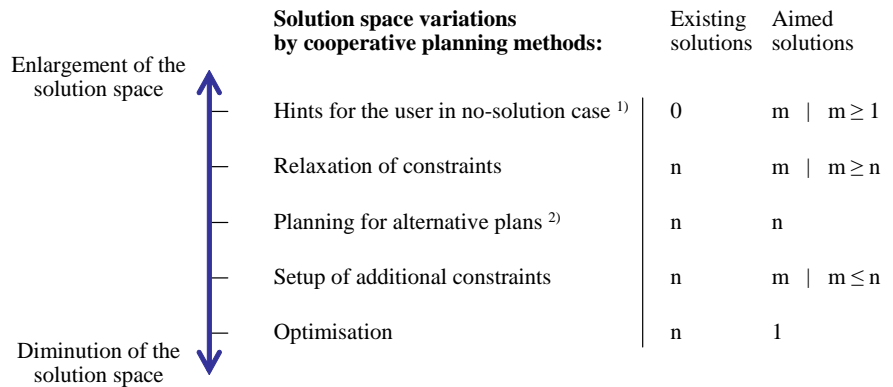 Solution space variations
by cooperative planning methods:
Existing
solutions
Aimed
solutions
Enlargement of the
solution space
Hints for the user in no-solution case 1) 0 m | m ≥ 1
Relaxation of constraints n m | m ≥ n
Planning for alternative plans 2) n n
Setup of additional constraints n m | m ≤ n
Optimisation n 1
Diminution of the
solution space